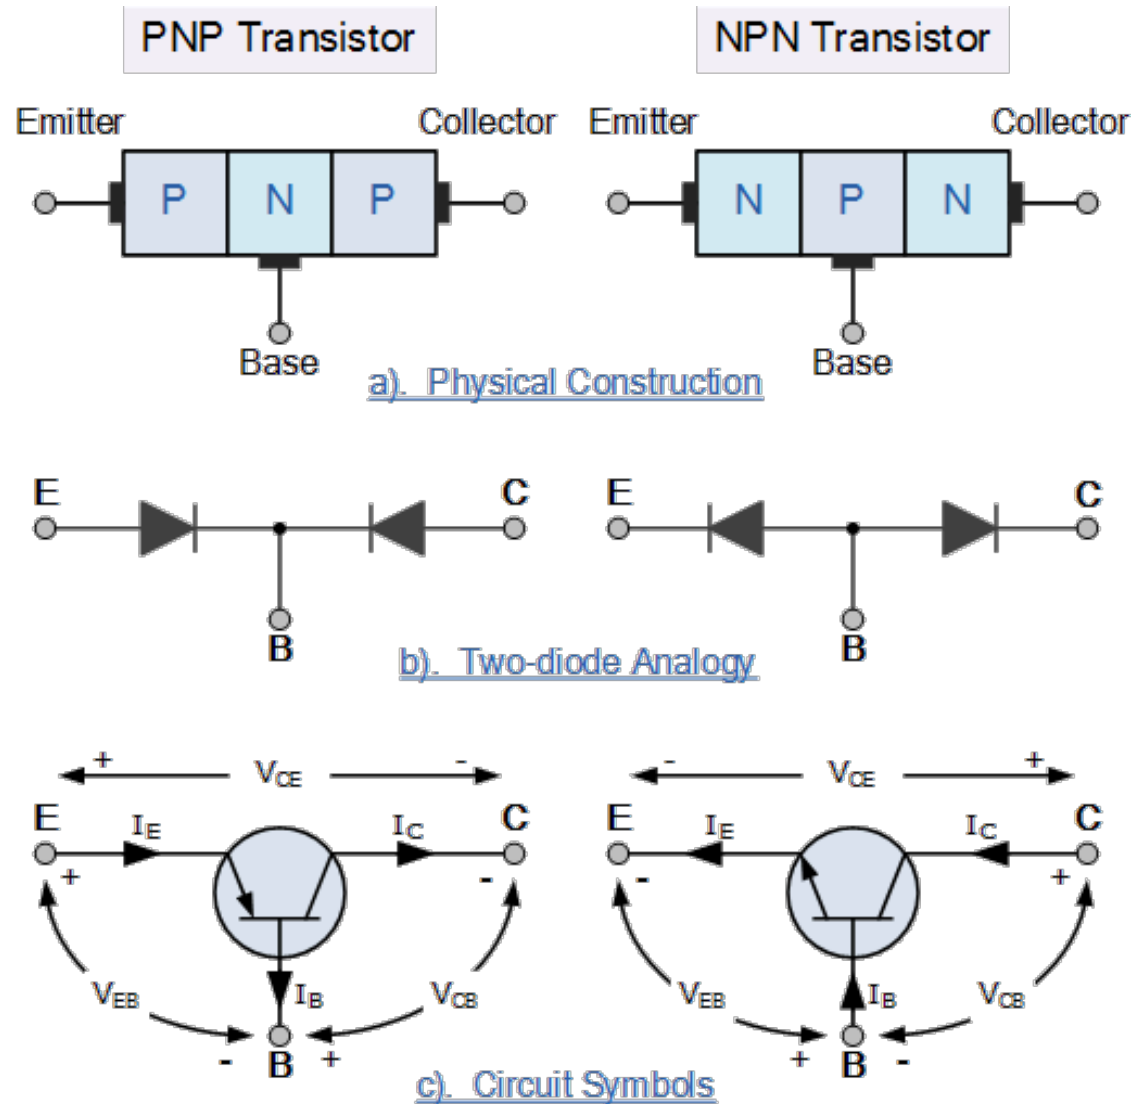 PNP Transistor NPN Transistor
Emitter Collector Emitter Collector
P N P N P N
Base Base
a). Physical Construction
E C E C
B B
b). Two-diode Analogy
+ VCE - - VCE +
E IE IC C E IE IC C
+ - - +
VEB IB VCB VEB IB VCB
- B + + B -
c). Circuit Symbols